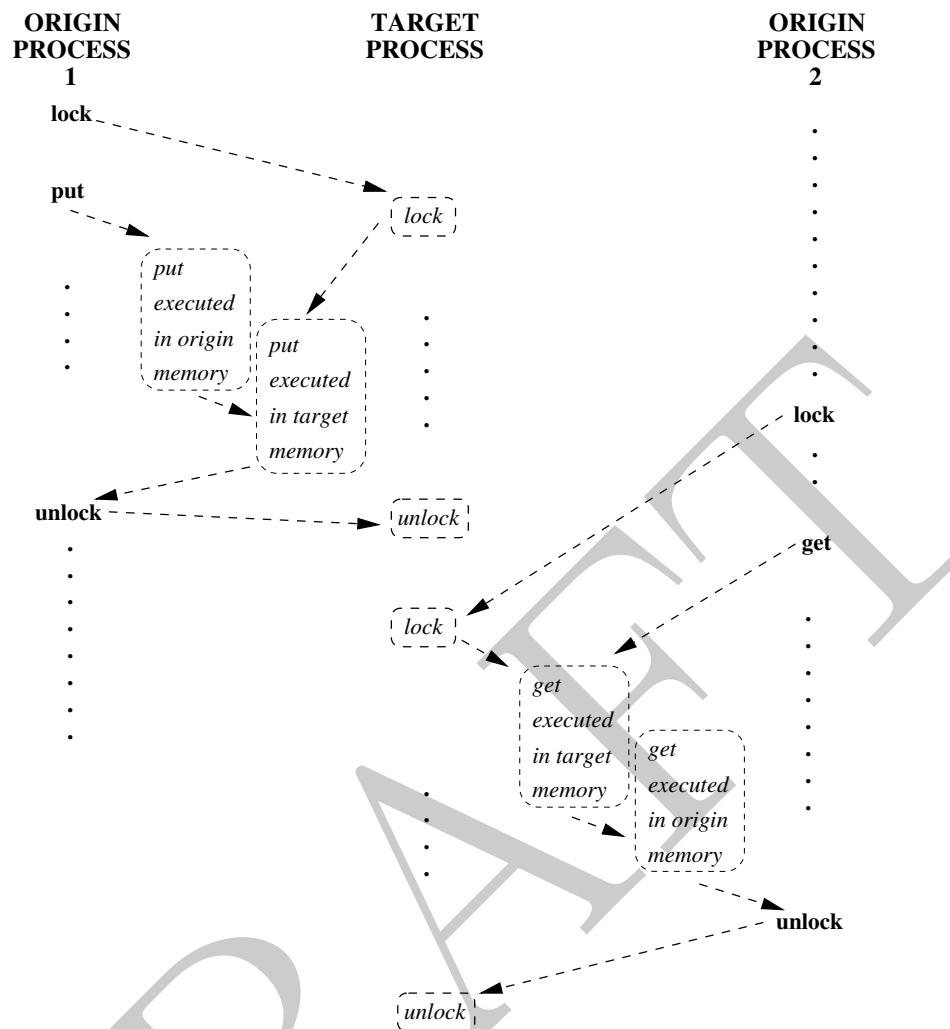 ORIGIN
PROCESS
1
TARGET
PROCESS
ORIGIN
PROCESS
2
lock
put
lock
put
executed
in origin
memory
put
executed
in target
memory
lock
unlock
unlock
get
lock
get
executed
in target
memory
get
executed
in origin
memory
unlock
unlock
DRAFT